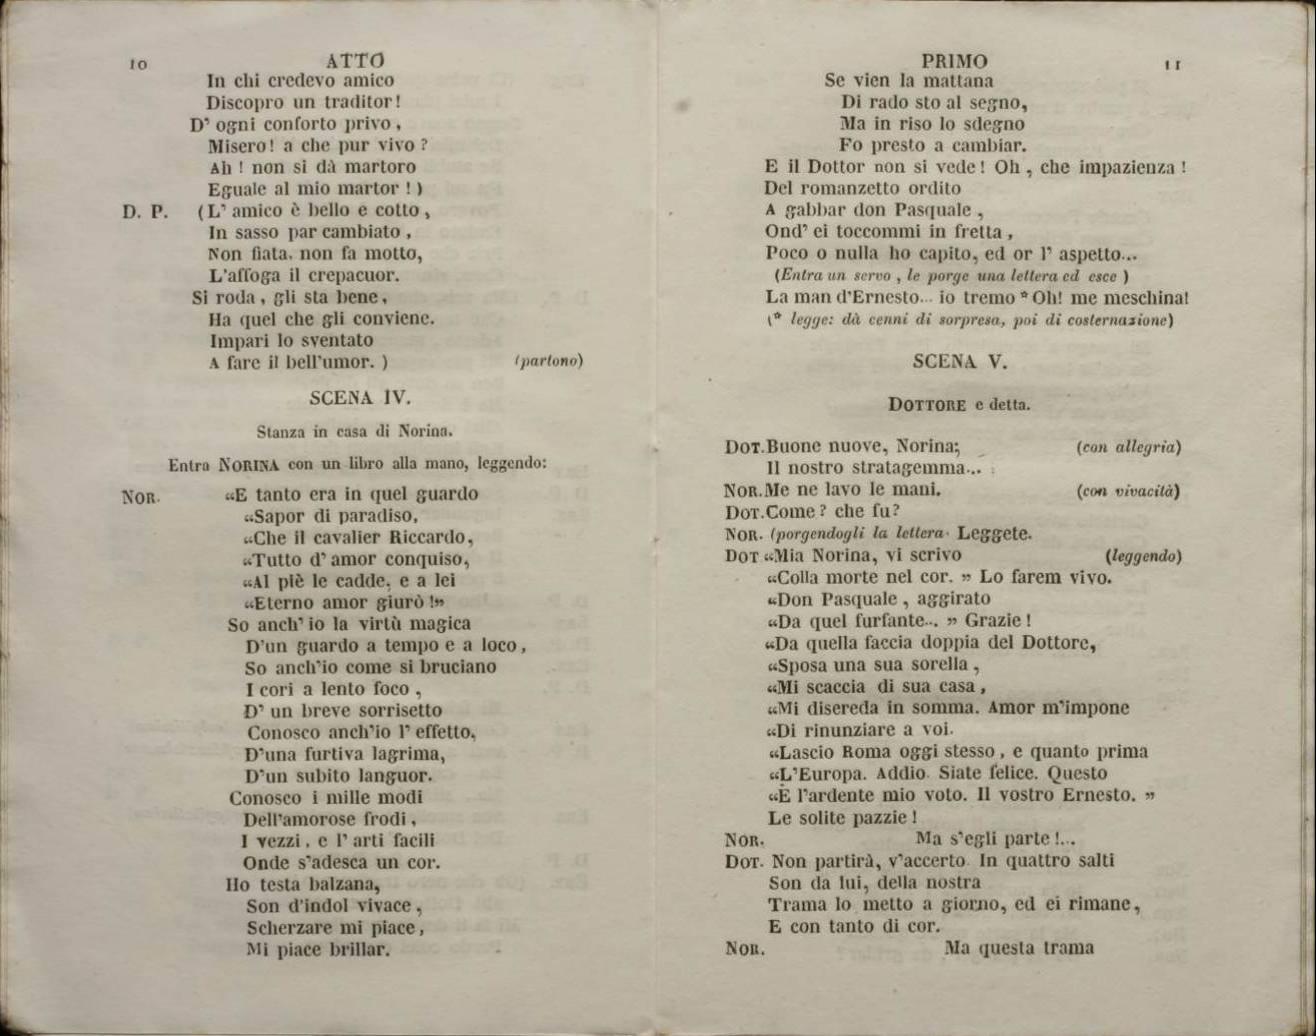 10 ATTO
In chi credevo amico
Discopro un traditor!
D' ogni conforto privo,
Misero! a che pur vivo?
Ah! non si dà martoro
Eguale al mio martor!)
D. P. (L' amico è bello e cotto,
In sasso par cambiato,
Non fiata, non fa motto,
L'affoga il crepacuor.
Si roda, gli sta bene,
Ha quel che gli conviene.
Impari lo sventato
A fare il bell'umor.) (partono)
SCENA IV.
Stanza in casa di Norina.
Entra NORINA con un libro alla mano, leggendo:
NOR. “E tanto era in quel guardo
“Sapor di paradiso,
“Che il cavalier Riccardo,
“Tutto d' amor conquiso,
“Al piè le cadde, e a lei
“Eterno amor giurò!”
So anch' io la virtù magica
D'un guardo a tempo e a loco,
So anch'io come si bruciano
I cori a lento foco,
D' un breve sorrisetto
Conosco anch'io l' effetto,
D'una furtiva lagrima,
D'un subito languor.
Conosco i mille modi
Dell'amorose frodi,
I vezzi, e l' arti facili
Onde s'adesca un cor.
Ho testa balzana,
Son d'indol vivace,
Scherzare mi piace,
Mi piace brillar.
PRIMO 11
Se vien la mattana
Di rado sto al segno,
Ma in riso lo sdegno
Fo presto a cambiar.
E il Dottor non si vede! Oh, che impazienza!
Del romanzetto ordito
A gabbar don Pasquale,
Ond' ei toccommi in fretta,
Poco o nulla ho capito, ed or l' aspetto...
(Entra un servo, le porge una lettera ed esce)
La man d'Ernesto... io tremo * Oh! me meschina!
(* legge: dà cenni di sorpresa, poi di costernazione)
SCENA V.
DOTTORE e detta.
DOT. Buone nuove, Norina; (con allegria)
Il nostro stratagemma...
NOR. Me ne lavo le mani. (con vivacità)
DOT. Come? che fu?
NOR. (porgendogli la lettera. Leggete.
DOT “Mia Norina, vi scrivo (leggendo)
“Colla morte nel cor.” Lo farem vivo.
“Don Pasquale, aggirato
“Da quel furfante...” Grazie!
“Da quella faccia doppia del Dottore,
“Sposa una sua sorella,
“Mi scaccia di sua casa,
“Mi disereda in somma. Amor m'impone
“Di rinunziare a voi.
“Lascio Roma oggi stesso, e quanto prima
“L'Europa. Addio. Siate felice. Questo
“È l'ardente mio voto. Il vostro Ernesto.”
Le solite pazzie!
NOR. Ma s'egli parte!...
DOT. Non partirà, v'accerto. In quattro salti
Son da lui, della nostra
Trama lo metto a giorno, ed ei rimane,
E con tanto di cor.
NOR. Ma questa trama